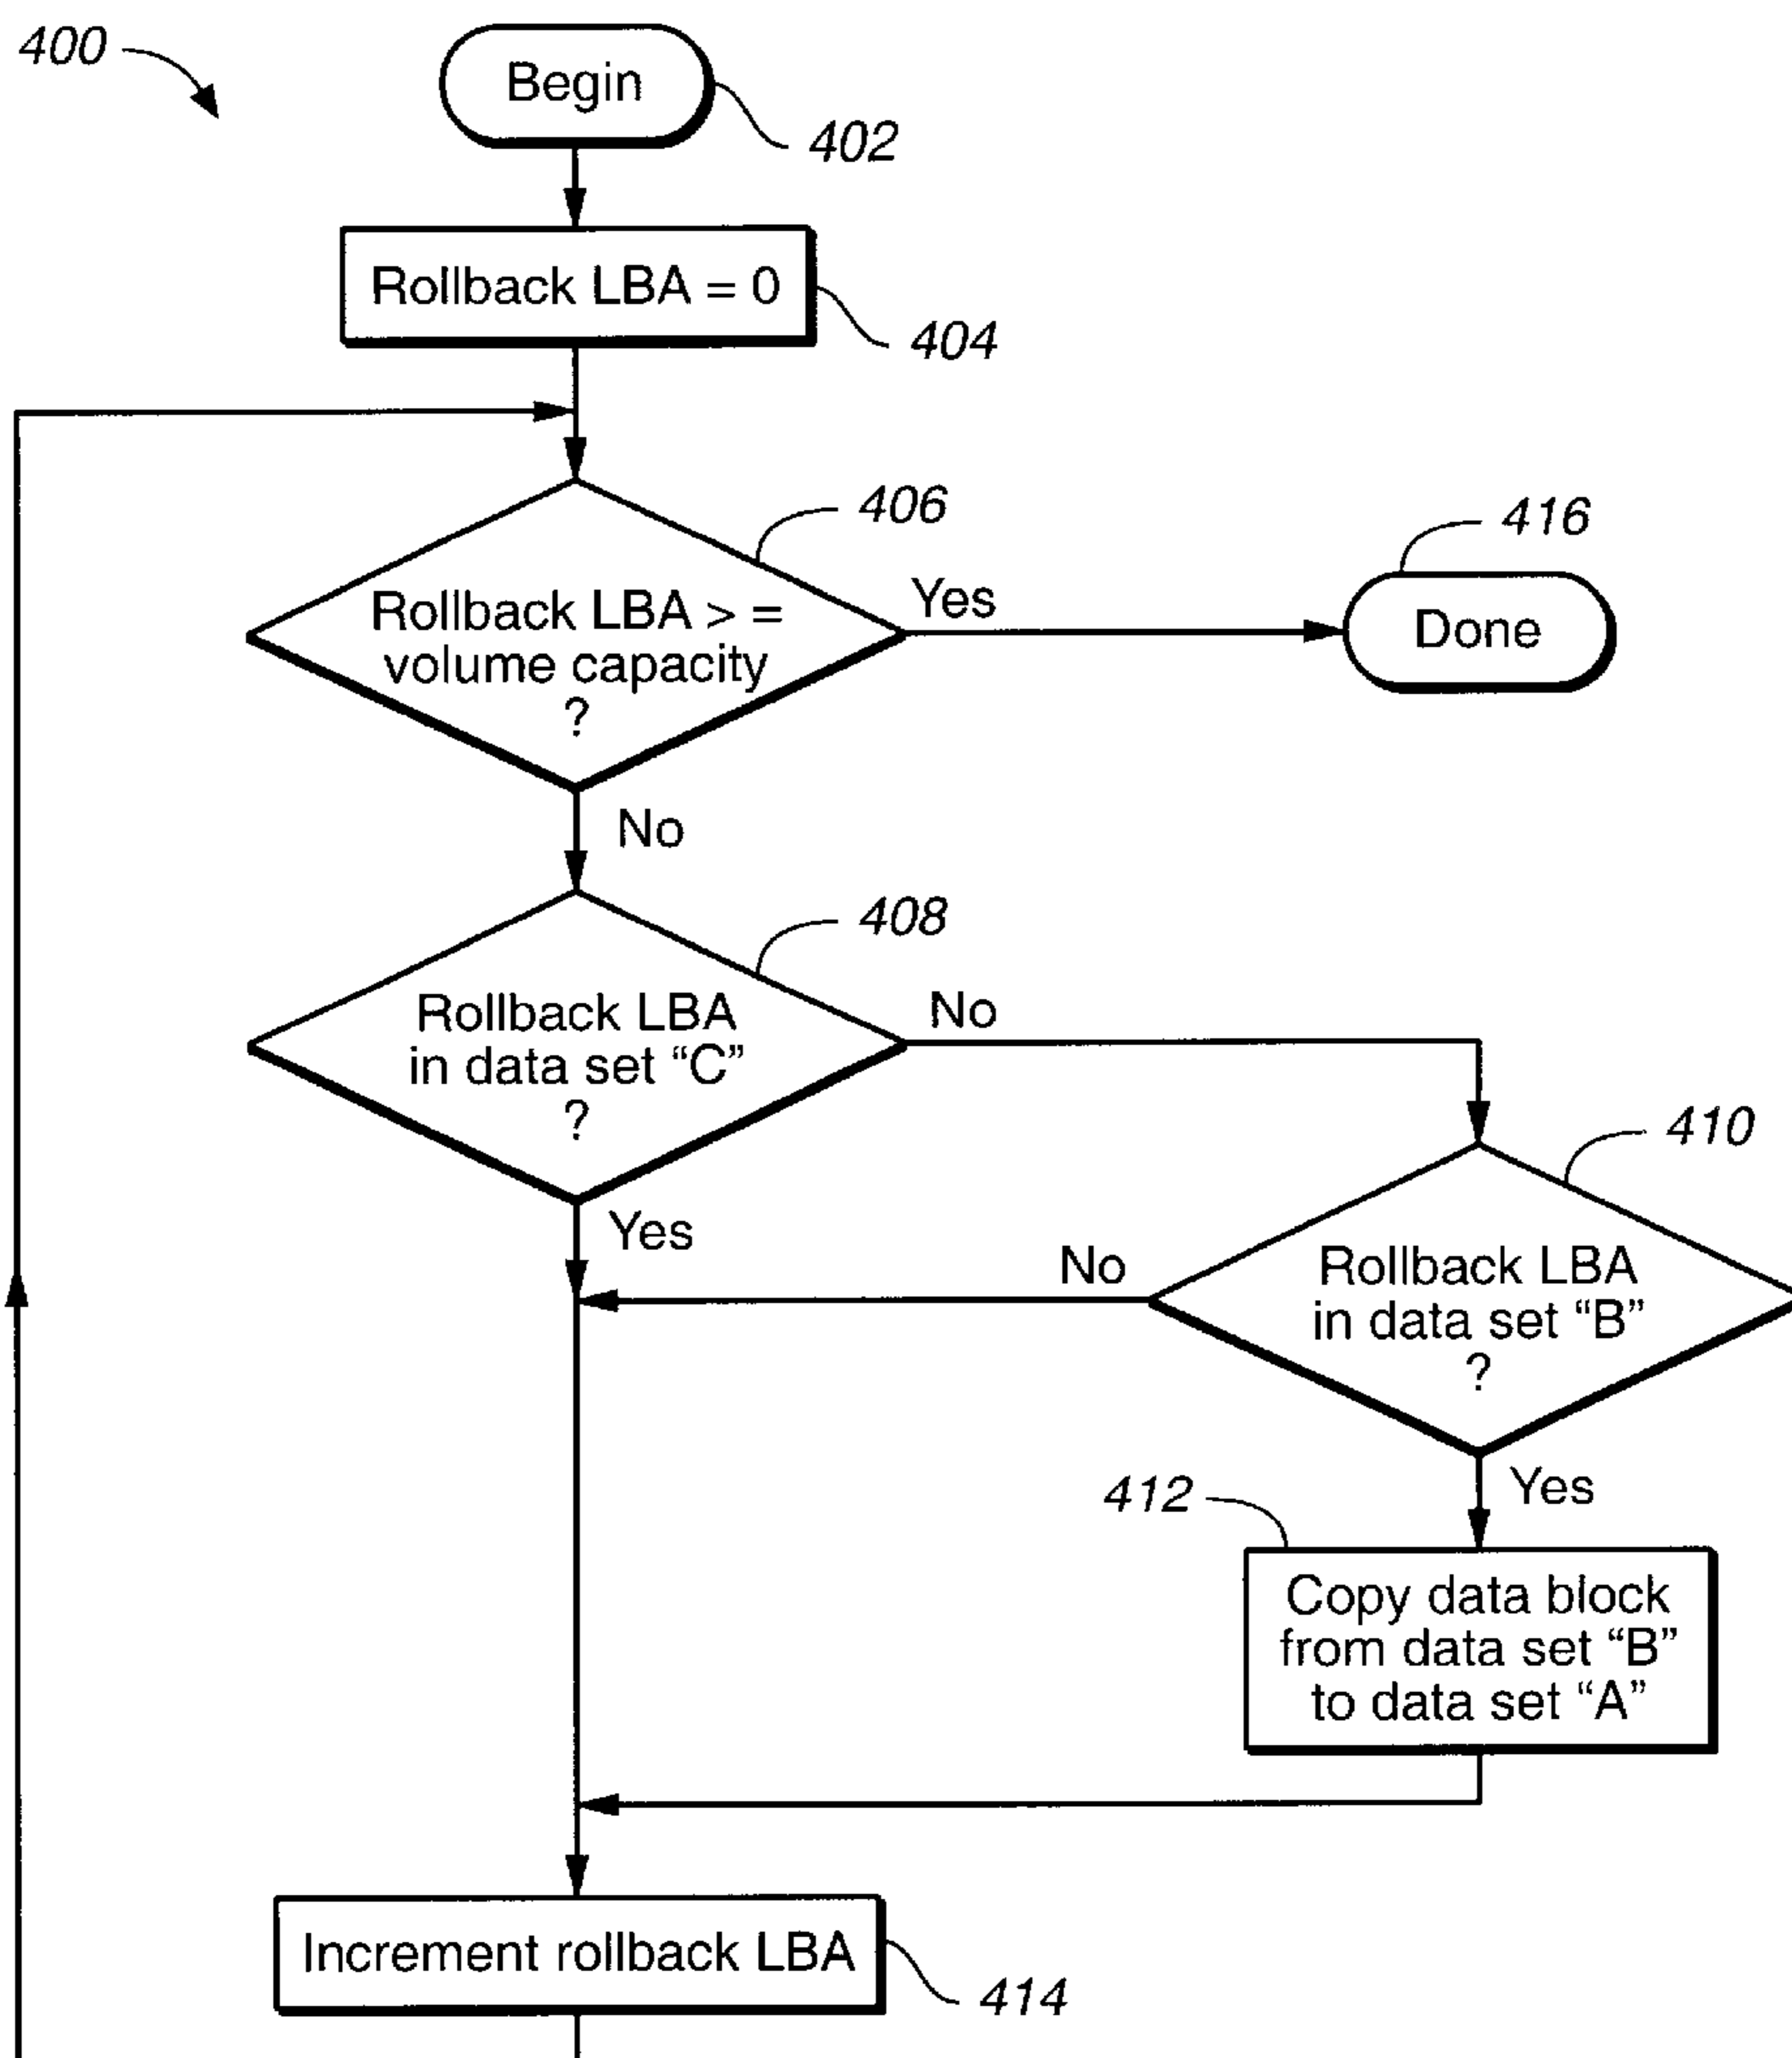 400
Begin
402
Rollback LBA = 0
404
406
Rollback LBA > =
volume capacity
?
Yes
416
Done
No
408
Rollback LBA
in data set “C”
?
No
Yes
410
Rollback LBA
in data set “B”
?
No
Yes
412
Copy data block
from data set “B”
to data set “A”
Increment rollback LBA
414